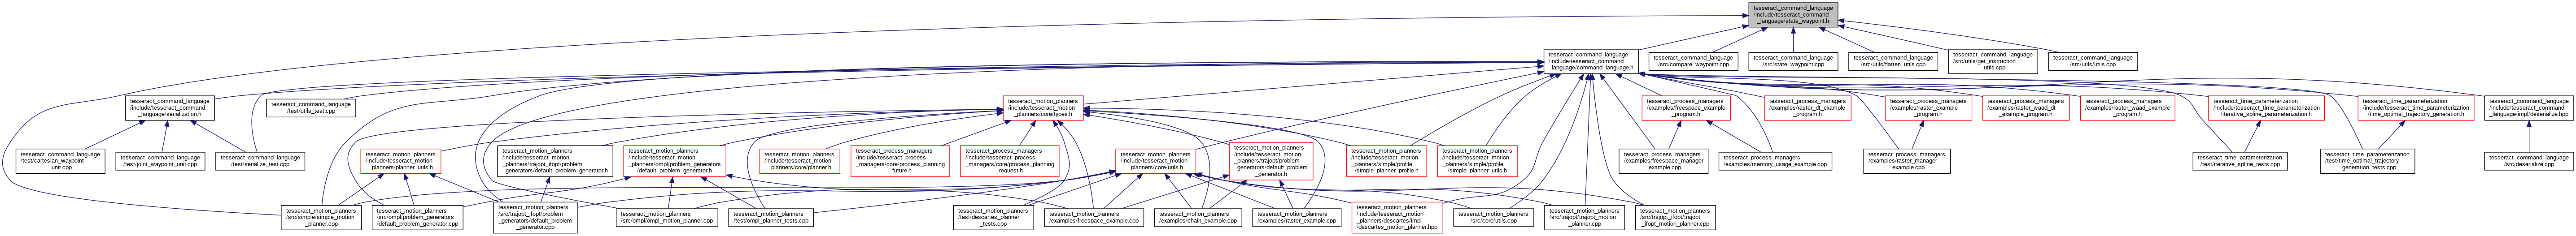 tesseract_command_language
/include/tesseract_command
_language/state_waypoint.h
tesseract_command_language
/include/tesseract_command
_language/command_language.h
tesseract_command_language
/src/compare_waypoint.cpp
tesseract_command_language
/src/state_waypoint.cpp
tesseract_command_language
/src/utils/flatten_utils.cpp
tesseract_command_language
/src/utils/get_instruction
_utils.cpp
tesseract_command_language
/src/utils/utils.cpp
tesseract_command_language
/include/tesseract_command
_language/serialization.h
tesseract_command_language
/test/utils_test.cpp
tesseract_motion_planners
/include/tesseract_motion
_planners/core/types.h
tesseract_process_managers
/examples/freespace_example
_program.h
tesseract_process_managers
/examples/raster_dt_example
_program.h
tesseract_process_managers
/examples/raster_example
_program.h
tesseract_process_managers
/examples/raster_waad_dt
_example_program.h
tesseract_process_managers
/examples/raster_waad_example
_program.h
tesseract_time_parameterization
/include/tesseract_time_parameterization
/iterative_spline_parameterization.h
tesseract_time_parameterization
/include/tesseract_time_parameterization
/time_optimal_trajectory_generation.h
tesseract_command_language
/include/tesseract_command
_language/impl/deserialize.hpp
tesseract_command_language
/test/cartesian_waypoint
_unit.cpp
tesseract_command_language
/test/joint_waypoint_unit.cpp
tesseract_command_language
/test/serialize_test.cpp
tesseract_motion_planners
/include/tesseract_motion
_planners/planner_utils.h
tesseract_motion_planners
/include/tesseract_motion
_planners/trajopt_ifopt/problem
_generators/default_problem_generator.h
tesseract_motion_planners
/include/tesseract_motion
_planners/ompl/problem_generators
/default_problem_generator.h
tesseract_motion_planners
/include/tesseract_motion
_planners/core/planner.h
tesseract_process_managers
/include/tesseract_process
_managers/core/process_planning
_future.h
tesseract_process_managers
/include/tesseract_process
_managers/core/process_planning
_request.h
tesseract_motion_planners
/include/tesseract_motion
_planners/core/utils.h
tesseract_motion_planners
/include/tesseract_motion
_planners/trajopt/problem
_generators/default_problem
_generator.h
tesseract_motion_planners
/include/tesseract_motion
_planners/simple/profile
/simple_planner_profile.h
tesseract_motion_planners
/include/tesseract_motion
_planners/simple/profile
/simple_planner_utils.h
tesseract_process_managers
/examples/freespace_manager
_example.cpp
tesseract_process_managers
/examples/memory_usage_example.cpp
tesseract_process_managers
/examples/raster_manager
_example.cpp
tesseract_time_parameterization
/test/iterative_spline_tests.cpp
tesseract_time_parameterization
/test/time_optimal_trajectory
_generation_tests.cpp
tesseract_command_language
/src/deserialize.cpp
tesseract_motion_planners
/src/simple/simple_motion
_planner.cpp
tesseract_motion_planners
/src/ompl/problem_generators
/default_problem_generator.cpp
tesseract_motion_planners
/src/trajopt_ifopt/problem
_generators/default_problem
_generator.cpp
tesseract_motion_planners
/src/ompl/ompl_motion_planner.cpp
tesseract_motion_planners
/test/ompl_planner_tests.cpp
tesseract_motion_planners
/test/descartes_planner
_tests.cpp
tesseract_motion_planners
/examples/freespace_example.cpp
tesseract_motion_planners
/examples/chain_example.cpp
tesseract_motion_planners
/examples/raster_example.cpp
tesseract_motion_planners
/include/tesseract_motion
_planners/descartes/impl
/descartes_motion_planner.hpp
tesseract_motion_planners
/src/core/utils.cpp
tesseract_motion_planners
/src/trajopt/trajopt_motion
_planner.cpp
tesseract_motion_planners
/src/trajopt_ifopt/trajopt
_ifopt_motion_planner.cpp